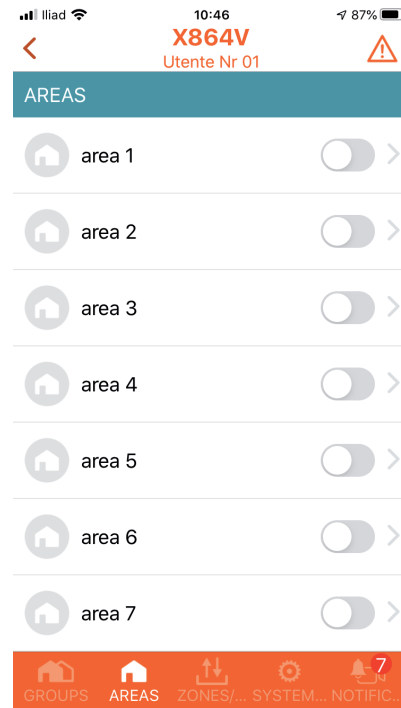 Iliad 10:46 87%
X864V
Utente Nr 01
AREAS
area 1
area 2
area 3
area 4
area 5
area 6
area 7
7
GROUPS AREAS ZONES/... SYSTEM... NOTIFIC...